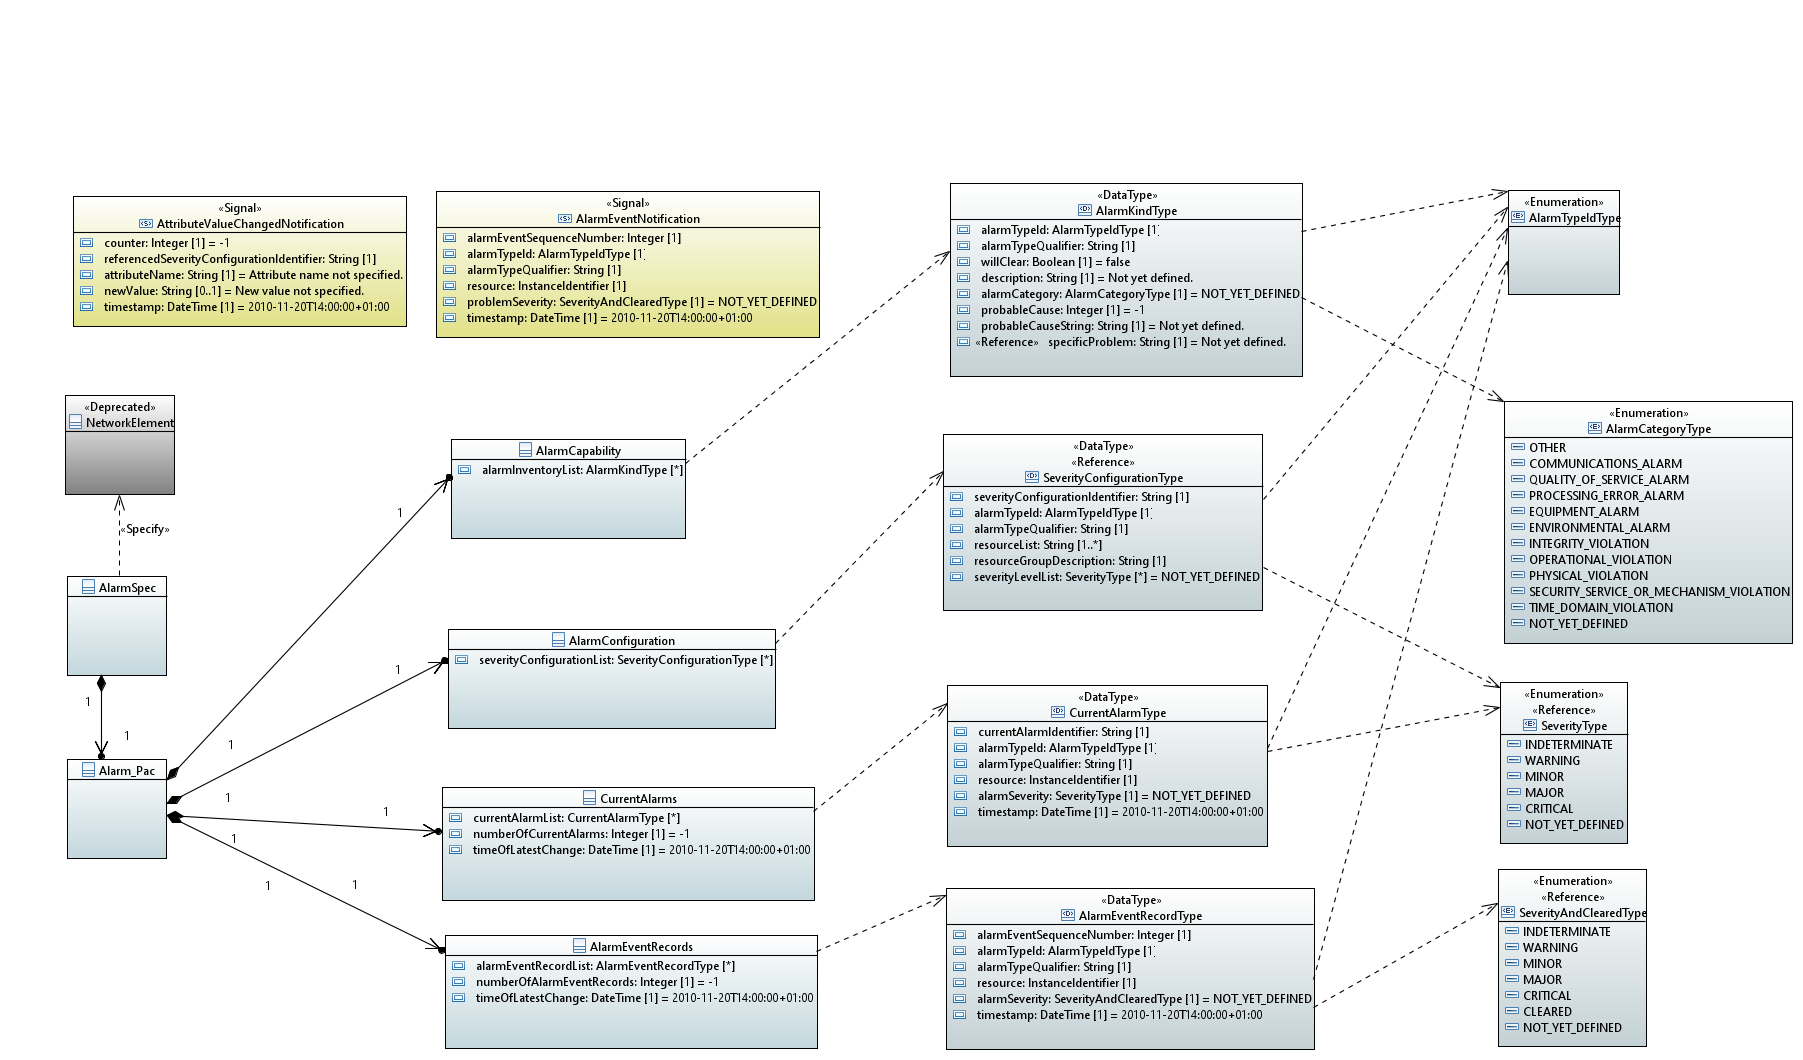 «Signal»
AttributeValueChangedNotification
counter: Integer [1] = -1
referencedSeverityConfigurationIdentifier: String [1]
attributeName: String [1] = Attribute name not specified.
newValue: String [0..1] = New value not specified.
timestamp: DateTime [1] = 2010-11-20T14:00:00+01:00
«Signal»
AlarmEventNotification
alarmEventSequenceNumber: Integer [1]
alarmTypeId: AlarmTypeIdType [1]
alarmTypeQualifier: String [1]
resource: InstanceIdentifier [1]
problemSeverity: SeverityAndClearedType [1] = NOT_YET_DEFINED
timestamp: DateTime [1] = 2010-11-20T14:00:00+01:00
«DataType»
AlarmKindType
alarmTypeId: AlarmTypeIdType [1]
alarmTypeQualifier: String [1]
willClear: Boolean [1] = false
description: String [1] = Not yet defined.
alarmCategory: AlarmCategoryType [1] = NOT_YET_DEFINED
probableCause: Integer [1] = -1
probableCauseString: String [1] = Not yet defined.
«Reference» specificProblem: String [1] = Not yet defined.
«Enumeration»
AlarmTypeIdType
«Deprecated»
NetworkElement
«Specify»
AlarmSpec
1
1
Alarm_Pac
1
1
1
1
1
1
1
1
AlarmCapability
alarmInventoryList: AlarmKindType [*]
AlarmConfiguration
severityConfigurationList: SeverityConfigurationType [*]
CurrentAlarms
currentAlarmList: CurrentAlarmType [*]
numberOfCurrentAlarms: Integer [1] = -1
timeOfLatestChange: DateTime [1] = 2010-11-20T14:00:00+01:00
AlarmEventRecords
alarmEventRecordList: AlarmEventRecordType [*]
numberOfAlarmEventRecords: Integer [1] = -1
timeOfLatestChange: DateTime [1] = 2010-11-20T14:00:00+01:00
«DataType»
«Reference»
SeverityConfigurationType
severityConfigurationIdentifier: String [1]
alarmTypeId: AlarmTypeIdType [1]
alarmTypeQualifier: String [1]
resourceList: String [1..*]
resourceGroupDescription: String [1]
severityLevelList: SeverityType [*] = NOT_YET_DEFINED
«DataType»
CurrentAlarmType
currentAlarmIdentifier: String [1]
alarmTypeId: AlarmTypeIdType [1]
alarmTypeQualifier: String [1]
resource: InstanceIdentifier [1]
alarmSeverity: SeverityType [1] = NOT_YET_DEFINED
timestamp: DateTime [1] = 2010-11-20T14:00:00+01:00
«DataType»
AlarmEventRecordType
alarmEventSequenceNumber: Integer [1]
alarmTypeId: AlarmTypeIdType [1]
alarmTypeQualifier: String [1]
resource: InstanceIdentifier [1]
alarmSeverity: SeverityAndClearedType [1] = NOT_YET_DEFINED
timestamp: DateTime [1] = 2010-11-20T14:00:00+01:00
«Enumeration»
AlarmCategoryType
OTHER
COMMUNICATIONS_ALARM
QUALITY_OF_SERVICE_ALARM
PROCESSING_ERROR_ALARM
EQUIPMENT_ALARM
ENVIRONMENTAL_ALARM
INTEGRITY_VIOLATION
OPERATIONAL_VIOLATION
PHYSICAL_VIOLATION
SECURITY_SERVICE_OR_MECHANISM_VIOLATION
TIME_DOMAIN_VIOLATION
NOT_YET_DEFINED
«Enumeration»
«Reference»
SeverityType
INDETERMINATE
WARNING
MINOR
MAJOR
CRITICAL
NOT_YET_DEFINED
«Enumeration»
«Reference»
SeverityAndClearedType
INDETERMINATE
WARNING
MINOR
MAJOR
CRITICAL
CLEARED
NOT_YET_DEFINED